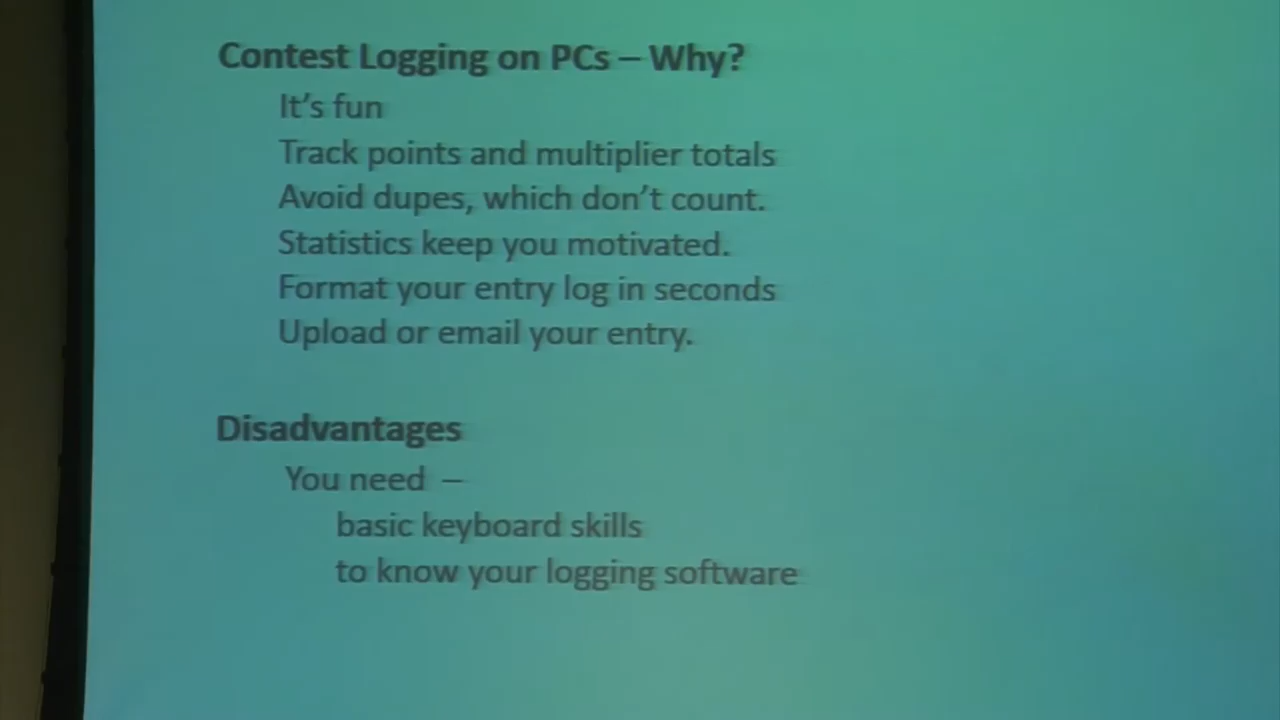 Contest Logging on PCs – Why?
It's fun
Track points and multiplier totals
Avoid dupes, which don't count.
Statistics keep you motivated.
Format your entry log in seconds
Upload or email your entry.
Disadvantages
You need –
basic keyboard skills
to know your logging software